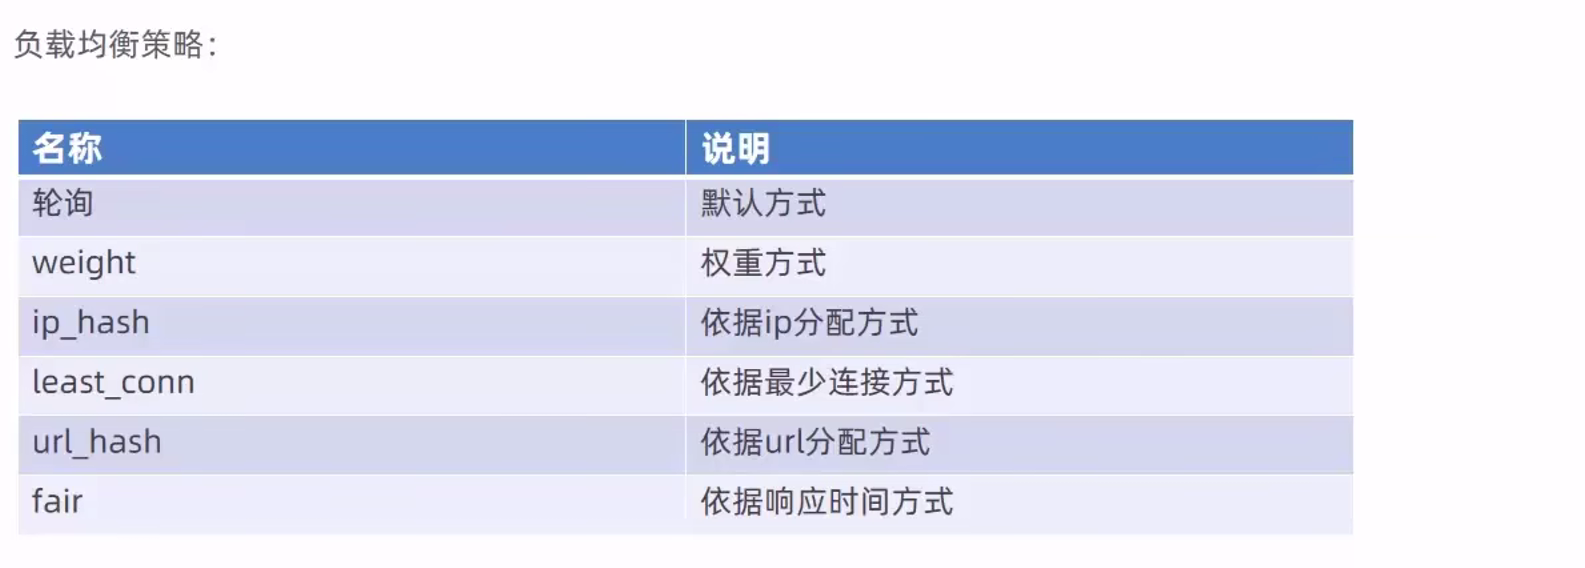 负载均衡策略：
名称 说明
轮询 默认方式
weight 权重方式
ip_hash 依据ip分配方式
least_conn 依据最少连接方式
url_hash 依据url分配方式
fair 依据响应时间方式